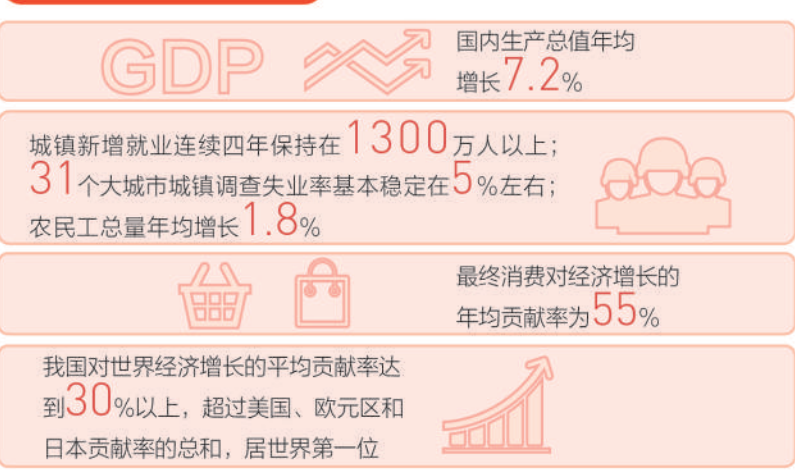 GDP
国内生产总值年均
增长7.2%
城镇新增就业连续四年保持在1300万人以上；
31个大城市城镇调查失业率基本稳定在5%左右；
农民工总量年均增长1.8%
最终消费对经济增长的
年均贡献率为55%
我国对世界经济增长的平均贡献率达
到30%以上，超过美国、欧元区和
日本贡献率的总和，居世界第一位